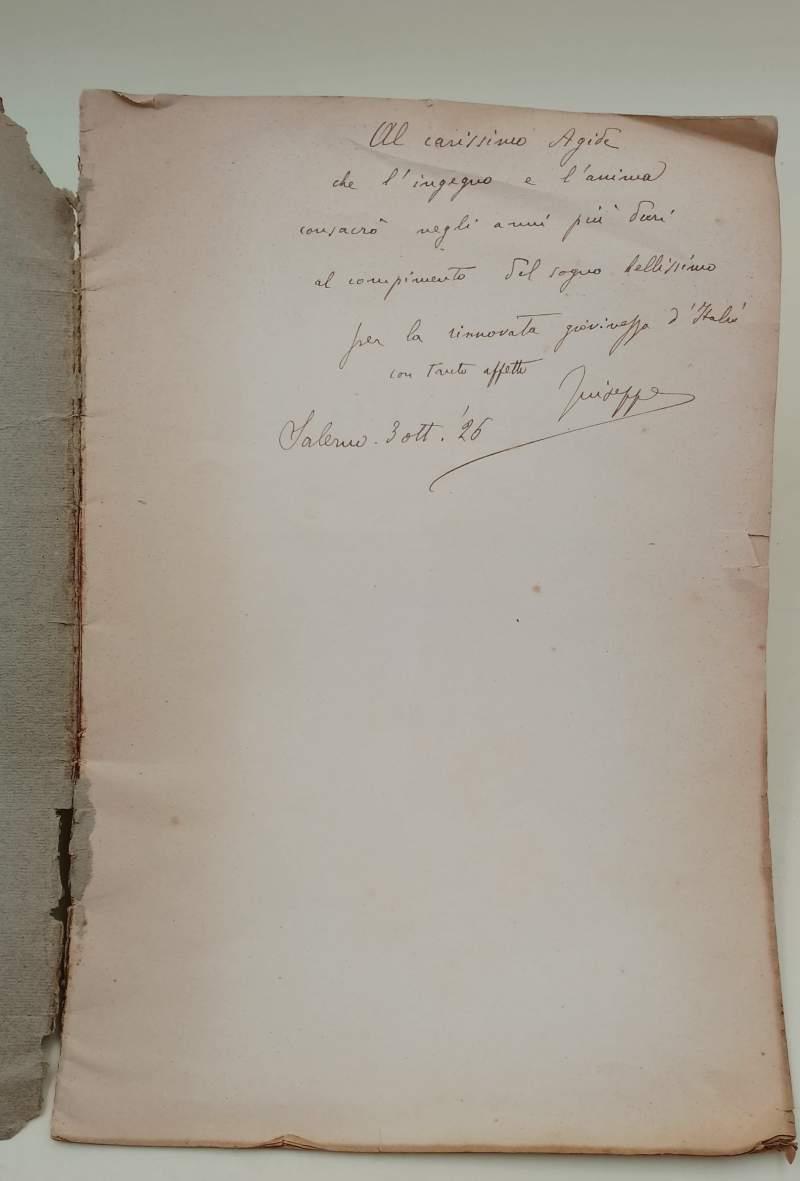 Al carissimo Agide
che l'ingegno e l'anima
consacrò negli anni più duri
al compimento del sogno bellissimo
per la rinnovata giovinezza d'Italia
con tutto affetto
Giuseppe
Salerno. 3 ott. '26